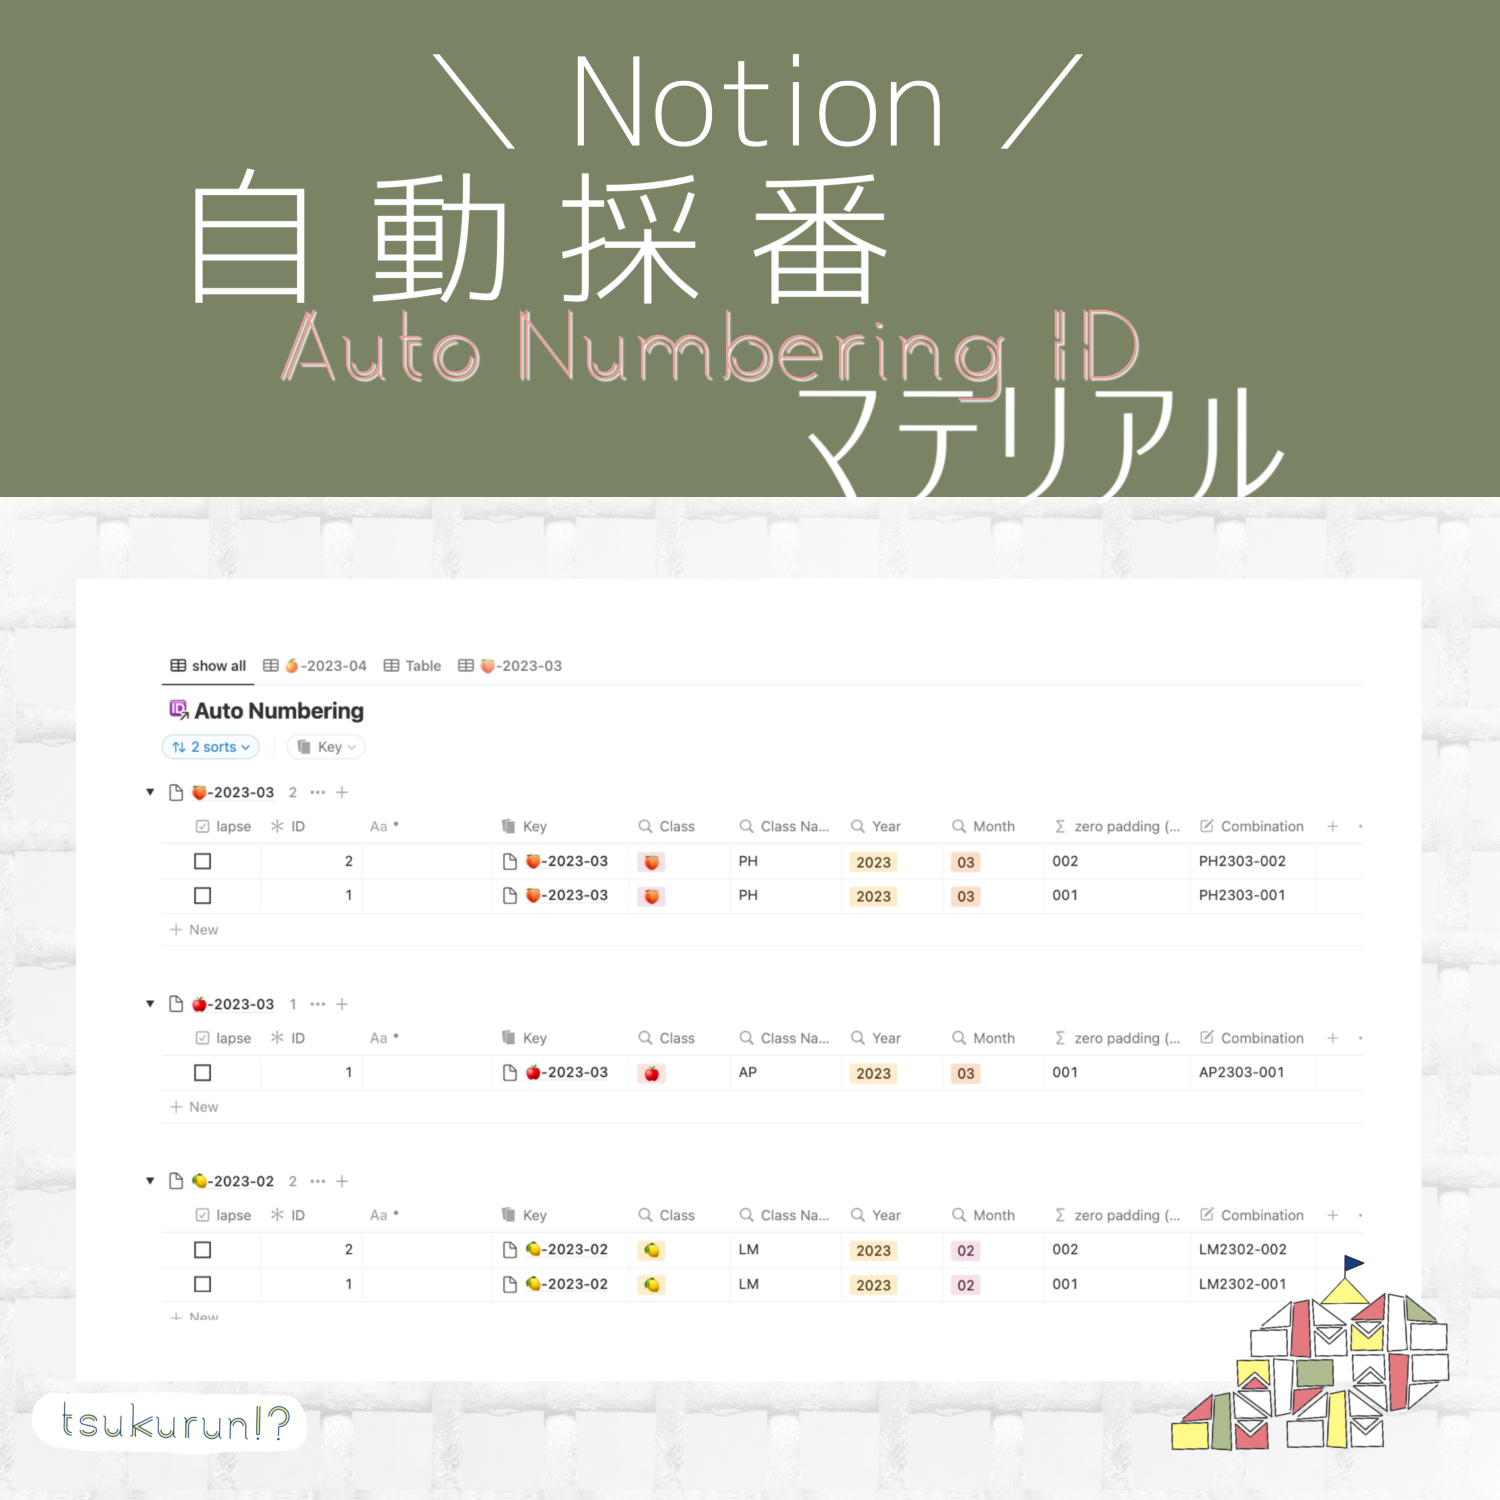 ＼ Notion ／
自動採番
Auto Numbering ID
マテリアル
show all -2023-04 Table -2023-03
Auto Numbering
2 sorts Key
-2023-03 2
lapse ID Aa * Key Class Class Na... Year Month zero padding (... Combination
2 -2023-03 PH 2023 03 002 PH2303-002
1 -2023-03 PH 2023 03 001 PH2303-001
+ New
-2023-03 1
lapse ID Aa * Key Class Class Na... Year Month zero padding (... Combination
1 -2023-03 AP 2023 03 001 AP2303-001
+ New
-2023-02 2
lapse ID Aa * Key Class Class Na... Year Month zero padding (... Combination
2 -2023-02 LM 2023 02 002 LM2302-002
1 -2023-02 LM 2023 02 001 LM2302-001
+ New
tsukurun!?